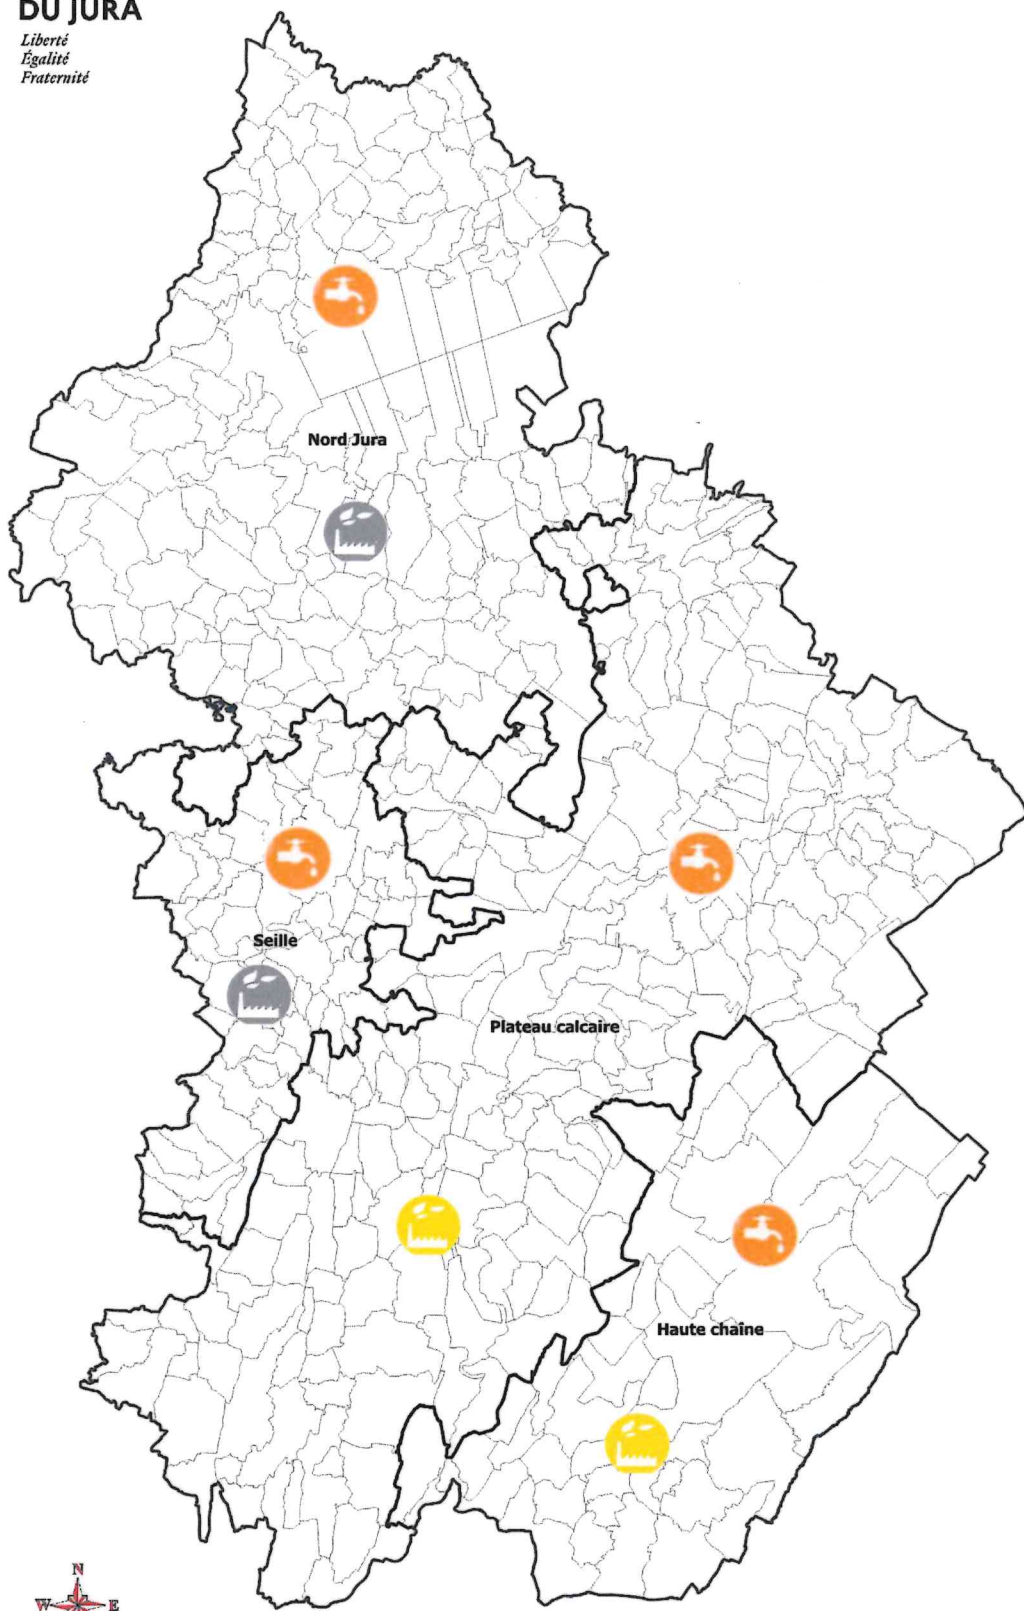 DU JURA
Liberté
Égalité
Fraternité
Nord Jura
Seille
Plateau calcaire
Haute chaîne
N
W E